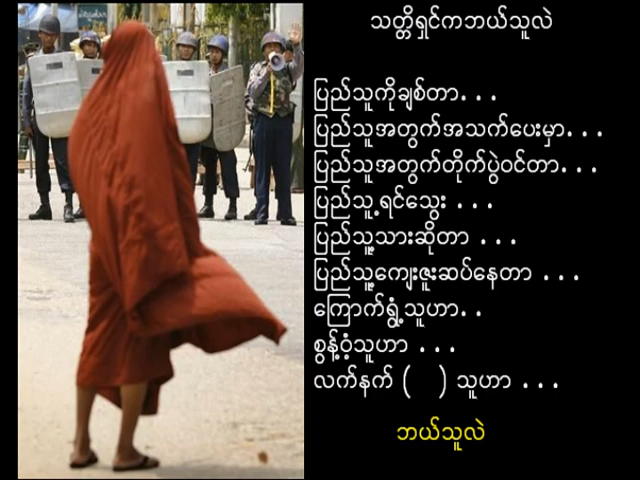 သတ္တိရှင်ကဘယ်သူလဲ
ပြည်သူကိုချစ်တာ. . .
ပြည်သူအတွက်အသက်ပေးမှာ. . .
ပြည်သူအတွက်တိုက်ပွဲဝင်တာ. . .
ပြည်သူ့ရင်သွေး . . .
ပြည်သူ့သားဆိုတာ . . .
ပြည်သူ့ကျေးဇူးဆပ်နေတာ . . .
ကြောက်ရွံ့သူဟာ. .
စွန့်ဝံ့သူဟာ . . .
လက်နက် (   ) သူဟာ . . .
ဘယ်သူလဲ